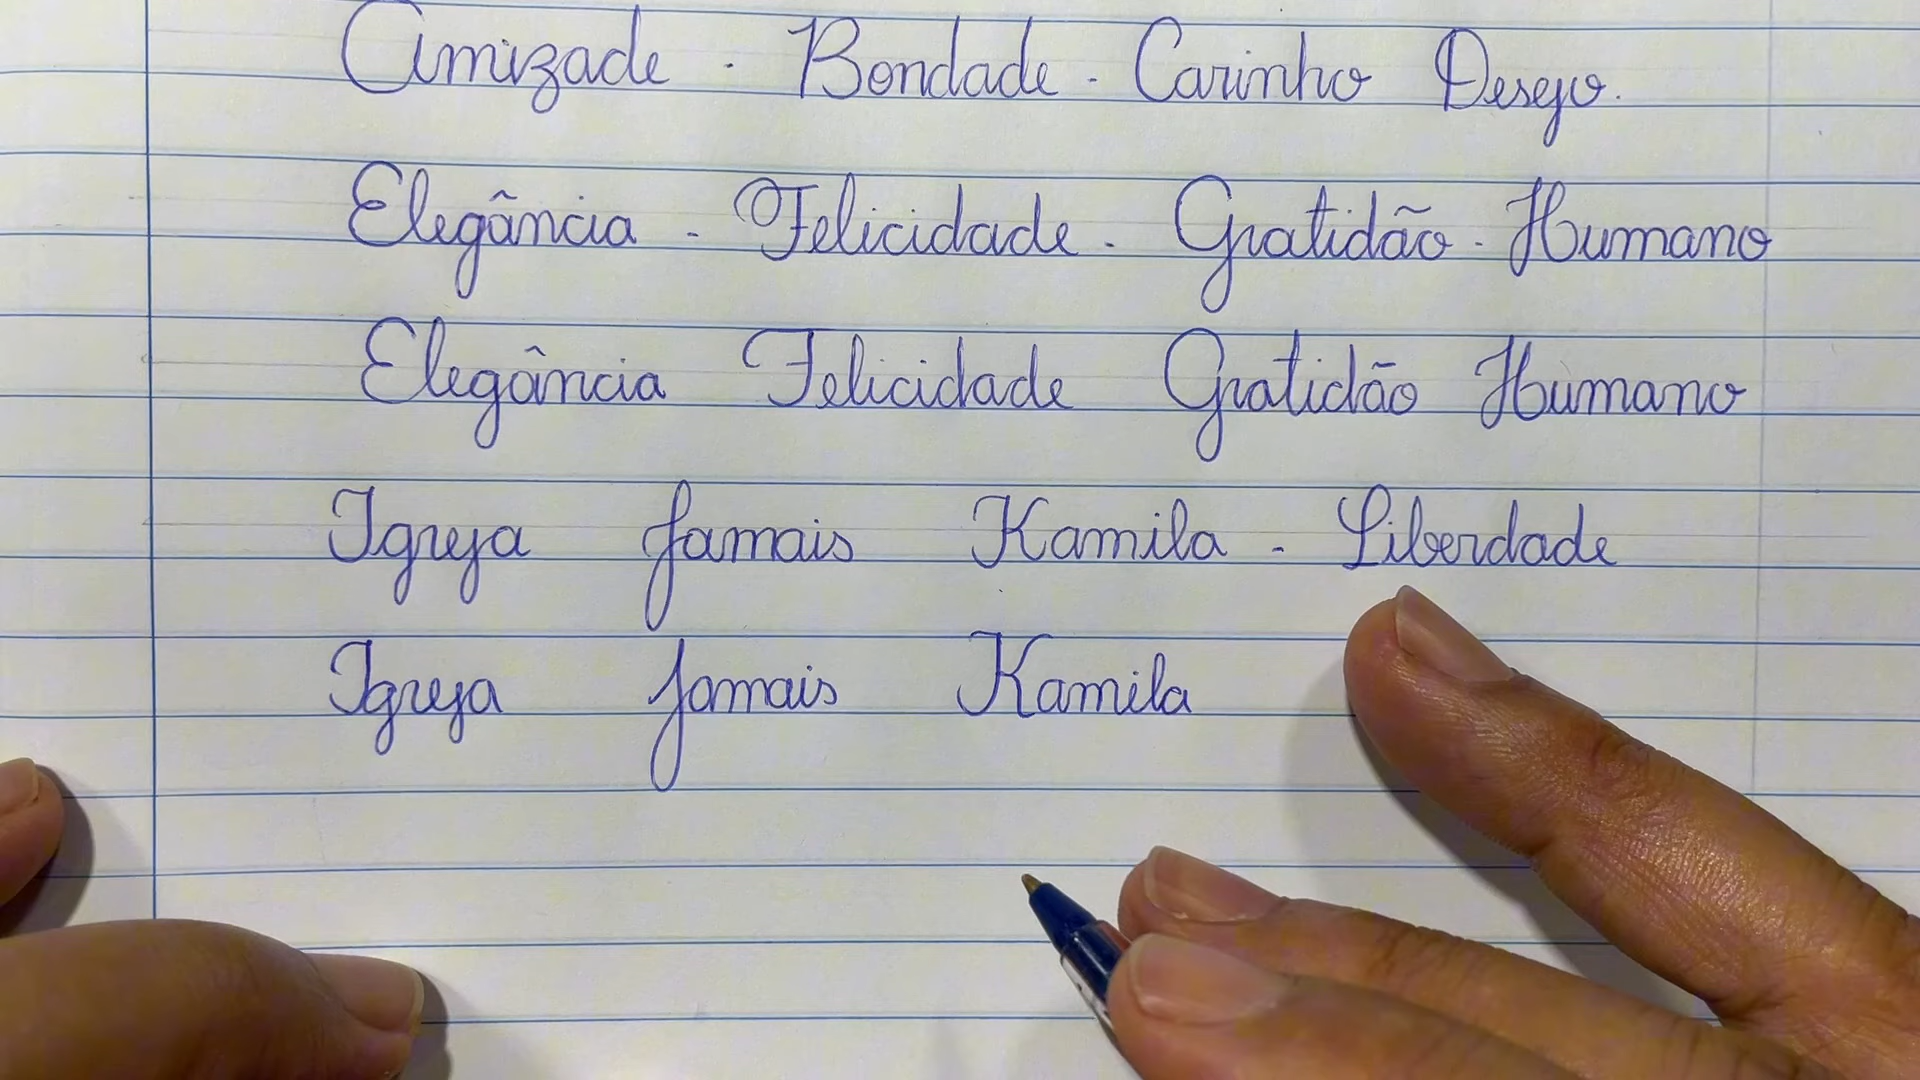 Amizade - Bondade - Carinho Desejo.
Elegância - Felicidade - Gratidão - Humano
Elegância Felicidade Gratidão Humano
Igreja Jamais Kamila - Liberdade
Igreja Jamais Kamila